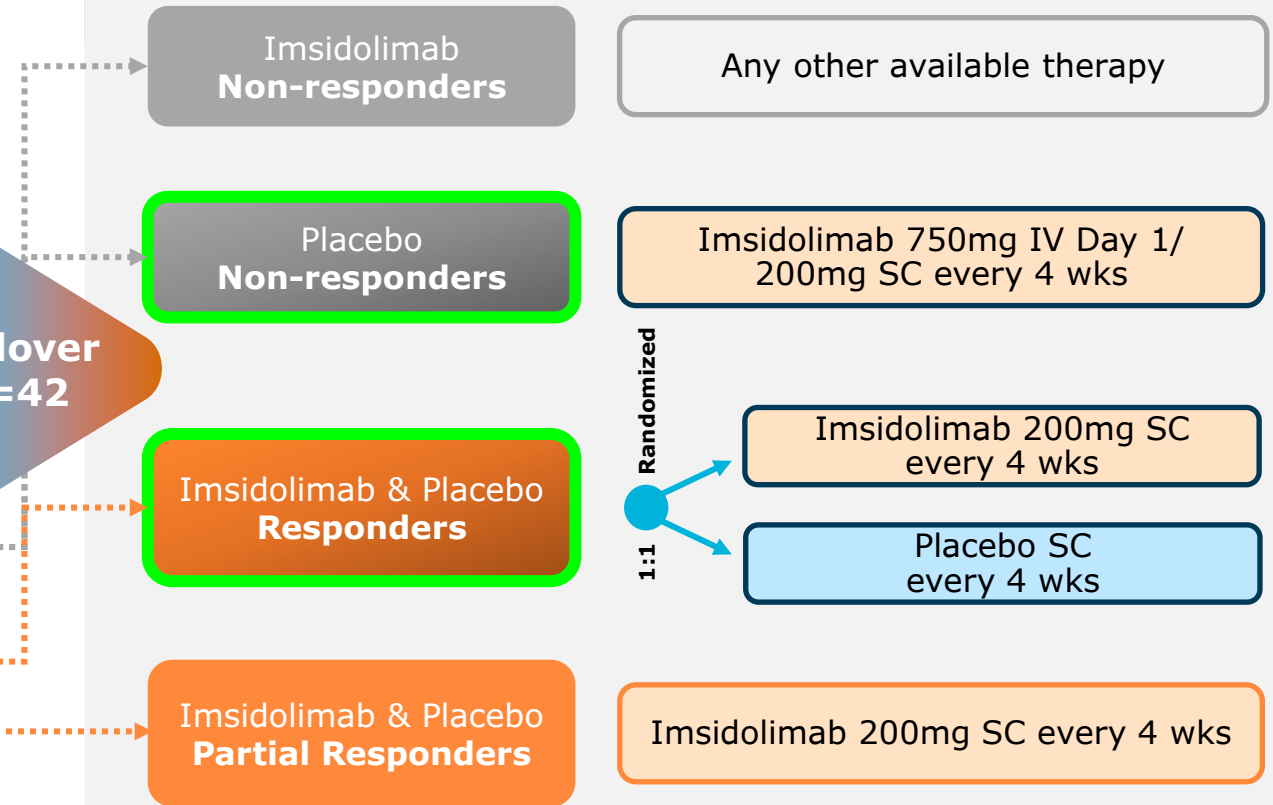 Imsidolimab
Non-responders
Any other available therapy
Placebo
Non-responders
Imsidolimab 750mg IV Day 1/
200mg SC every 4 wks
lover
=42
Imsidolimab & Placebo
Responders
1:1 Randomized
Imsidolimab 200mg SC
every 4 wks
Placebo SC
every 4 wks
Imsidolimab & Placebo
Partial Responders
Imsidolimab 200mg SC every 4 wks